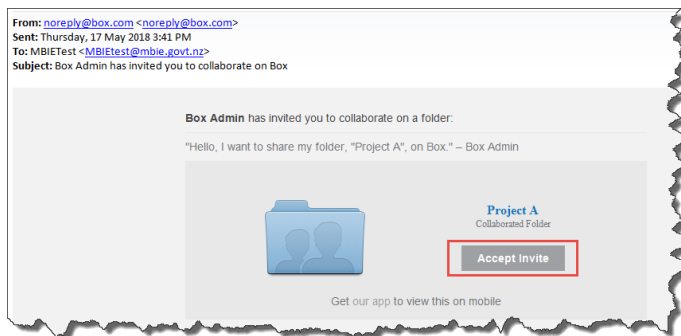 From: noreply@box.com <noreply@box.com>
Sent: Thursday, 17 May 2018 3:41 PM
To: MBIETest <MBIEtest@mbie.govt.nz>
Subject: Box Admin has invited you to collaborate on Box
Box Admin has invited you to collaborate on a folder:
"Hello, I want to share my folder, "Project A", on Box." – Box Admin
Project A
Collaborated Folder
Accept Invite
Get our app to view this on mobile